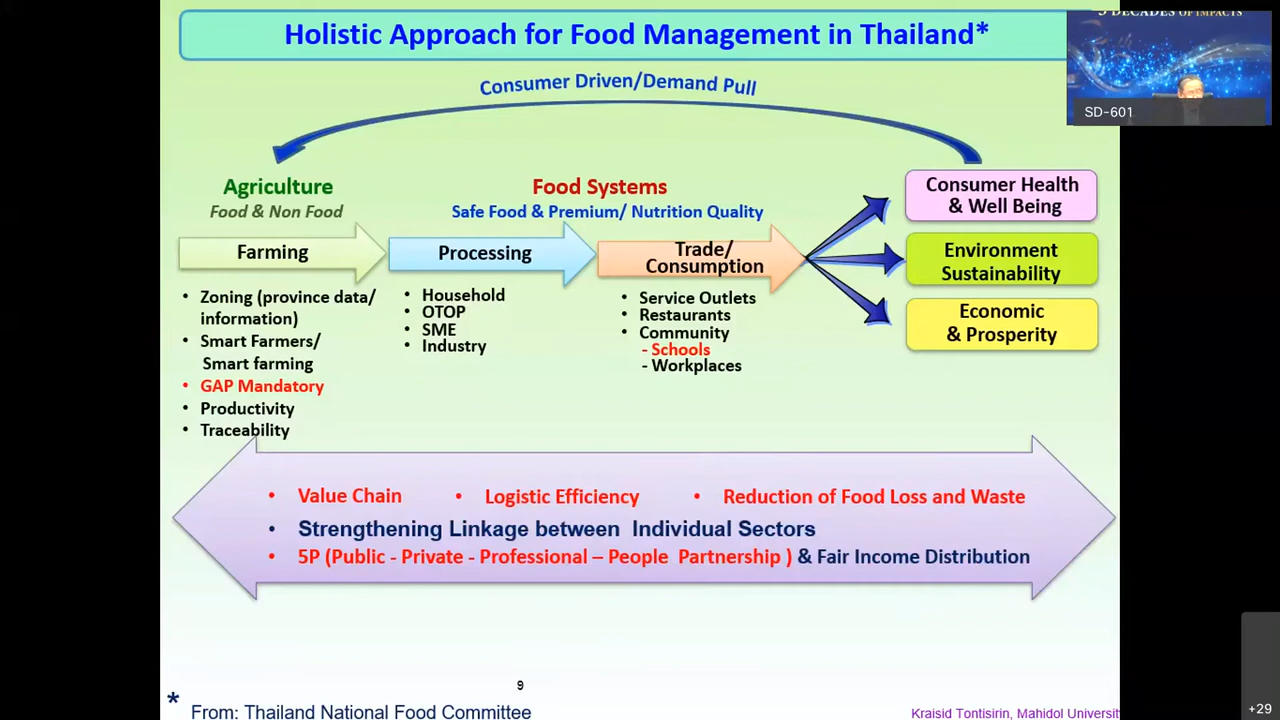 Holistic Approach for Food Management in Thailand*
DECADES OF IMPACTS
SD-601
Consumer Driven/Demand Pull
Agriculture
Food & Non Food
Food Systems
Safe Food & Premium/ Nutrition Quality
Farming
Processing
Trade/
Consumption
Consumer Health
& Well Being
Environment
Sustainability
Economic
& Prosperity
• Zoning (province data/
information)
• Smart Farmers/
Smart farming
• GAP Mandatory
• Productivity
• Traceability
• Household
• OTOP
• SME
• Industry
• Service Outlets
• Restaurants
• Community
- Schools
- Workplaces
• Value Chain • Logistic Efficiency • Reduction of Food Loss and Waste
• Strengthening Linkage between Individual Sectors
• 5P (Public - Private - Professional – People Partnership ) & Fair Income Distribution
9
* From: Thailand National Food Committee
Kraisid Tontisirin, Mahidol Universit
+29